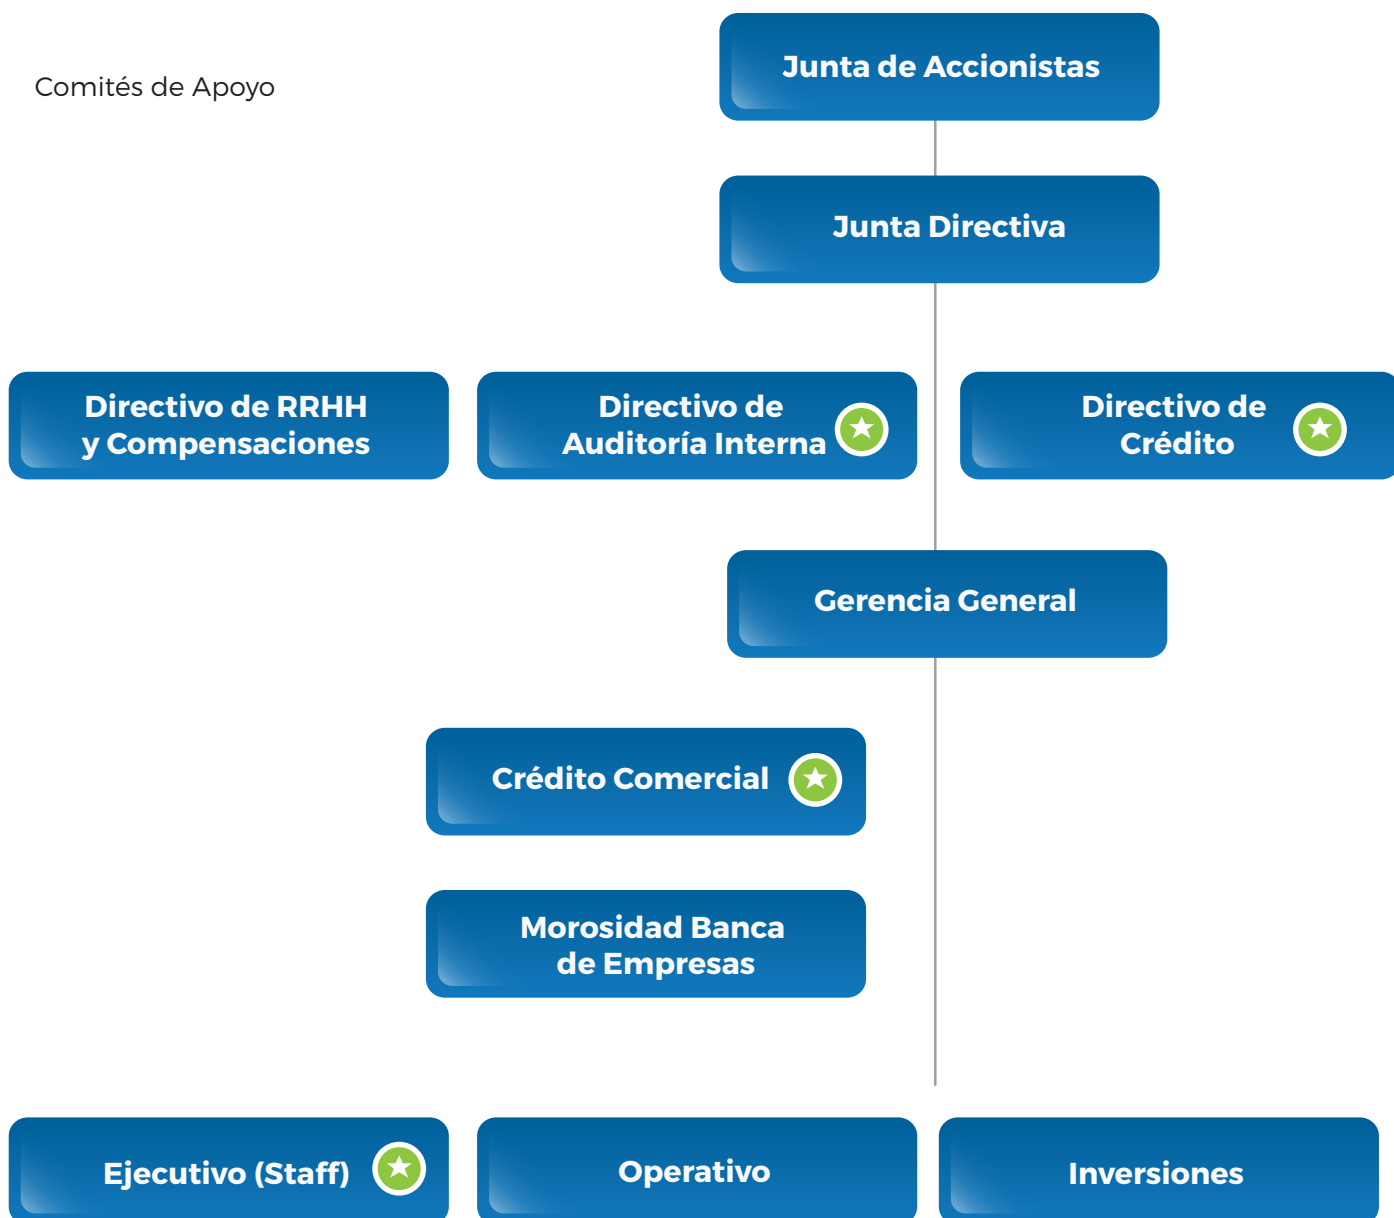 Junta de Accionistas
Comités de Apoyo
Junta Directiva
Directivo de RRHH
y Compensaciones
Directivo de
Auditoría Interna
Directivo de
Crédito
Gerencia General
Crédito Comercial
Morosidad Banca
de Empresas
Ejecutivo (Staff)
Operativo
Inversiones